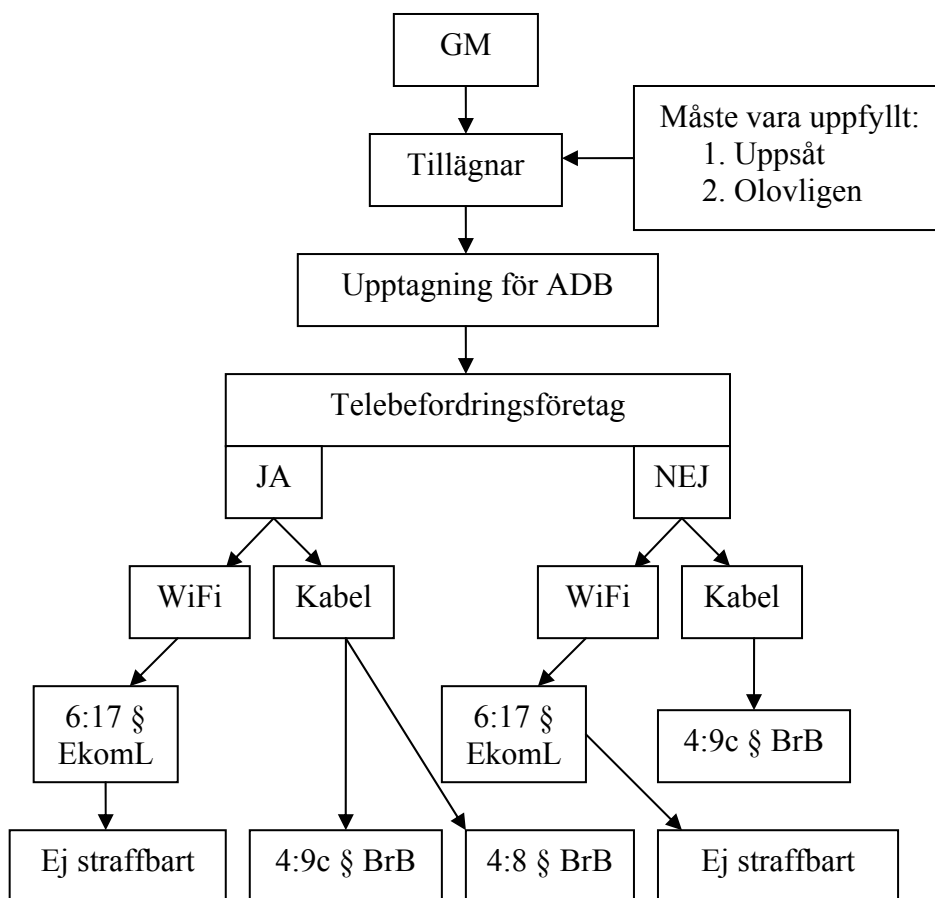 GM
Måste vara uppfyllt:
1. Uppsåt
2. Olovligen
Tillägnar
Upptagning för ADB
Telebefordringsföretag
JA
NEJ
WiFi
Kabel
WiFi
Kabel
6:17 §
EkomL
6:17 §
EkomL
4:9c § BrB
Ej straffbart
4:9c § BrB
4:8 § BrB
Ej straffbart